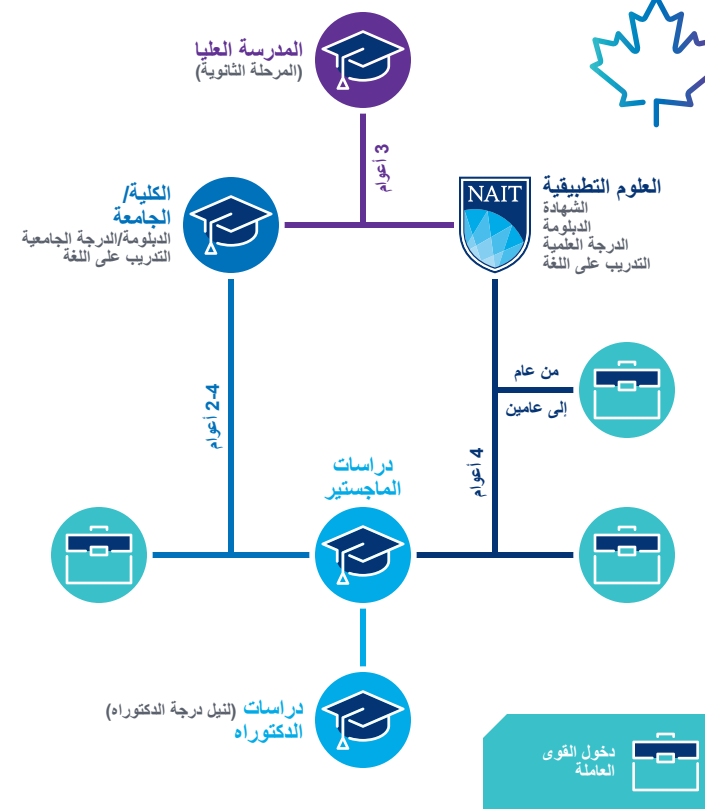 المدرسة العليا
(المرحلة الثانوية)
3 أعوام
NAIT
العلوم التطبيقية
الشهادة
الدبلومة
الدرجة العلمية
التدريب على اللغة
الكلية/
الجامعة
الدبلومة/الدرجة الجامعية
التدريب على اللغة
من عام
إلى عامين
2-4 أعوام
4 أعوام
دراسات
الماجستير
دراسات (لنيل درجة الدكتوراه)
الدكتوراه
دخول القوى
العاملة